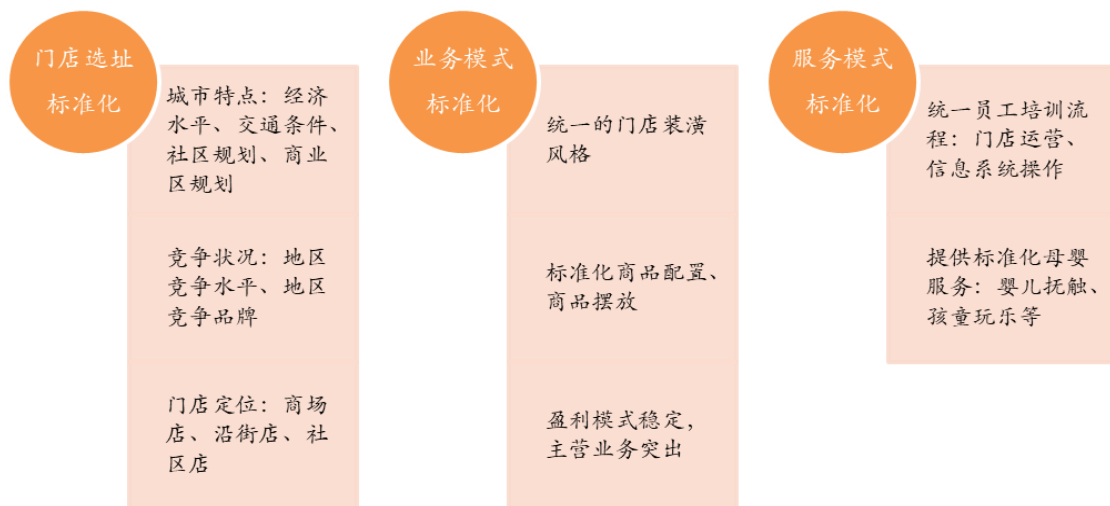 门店选址
标准化
城市特点：经济
水平、交通条件、
社区规划、商业
区规划
竞争状况：地区
竞争水平、地区
竞争品牌
门店定位：商场
店、沿街店、社
区店
业务模式
标准化
统一的门店装潢
风格
标准化商品配置、
商品摆放
盈利模式稳定，
主营业务突出
服务模式
标准化
统一员工培训流
程：门店运营、
信息系统操作
提供标准化母婴
服务：婴儿抚触、
孩童玩乐等